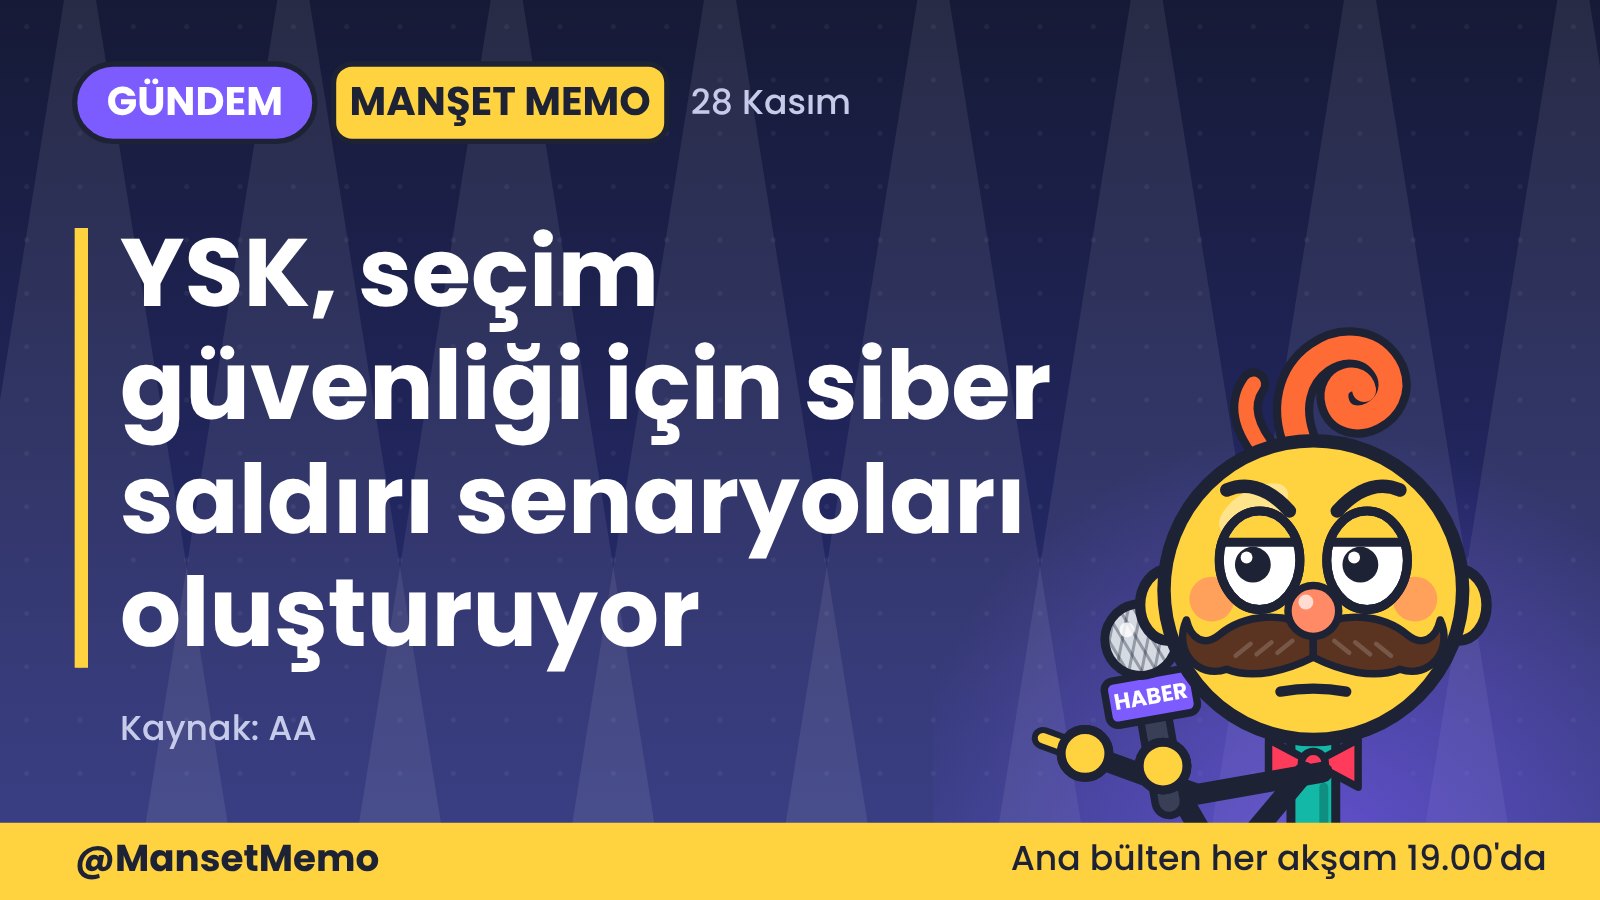 GÜNDEM MANŞET MEMO 28 Kasım
YSK, seçim
güvenliği için siber
saldırı senaryoları
oluşturuyor
Kaynak: AA
HABER
@MansetMemo Ana bülten her akşam 19.00'da